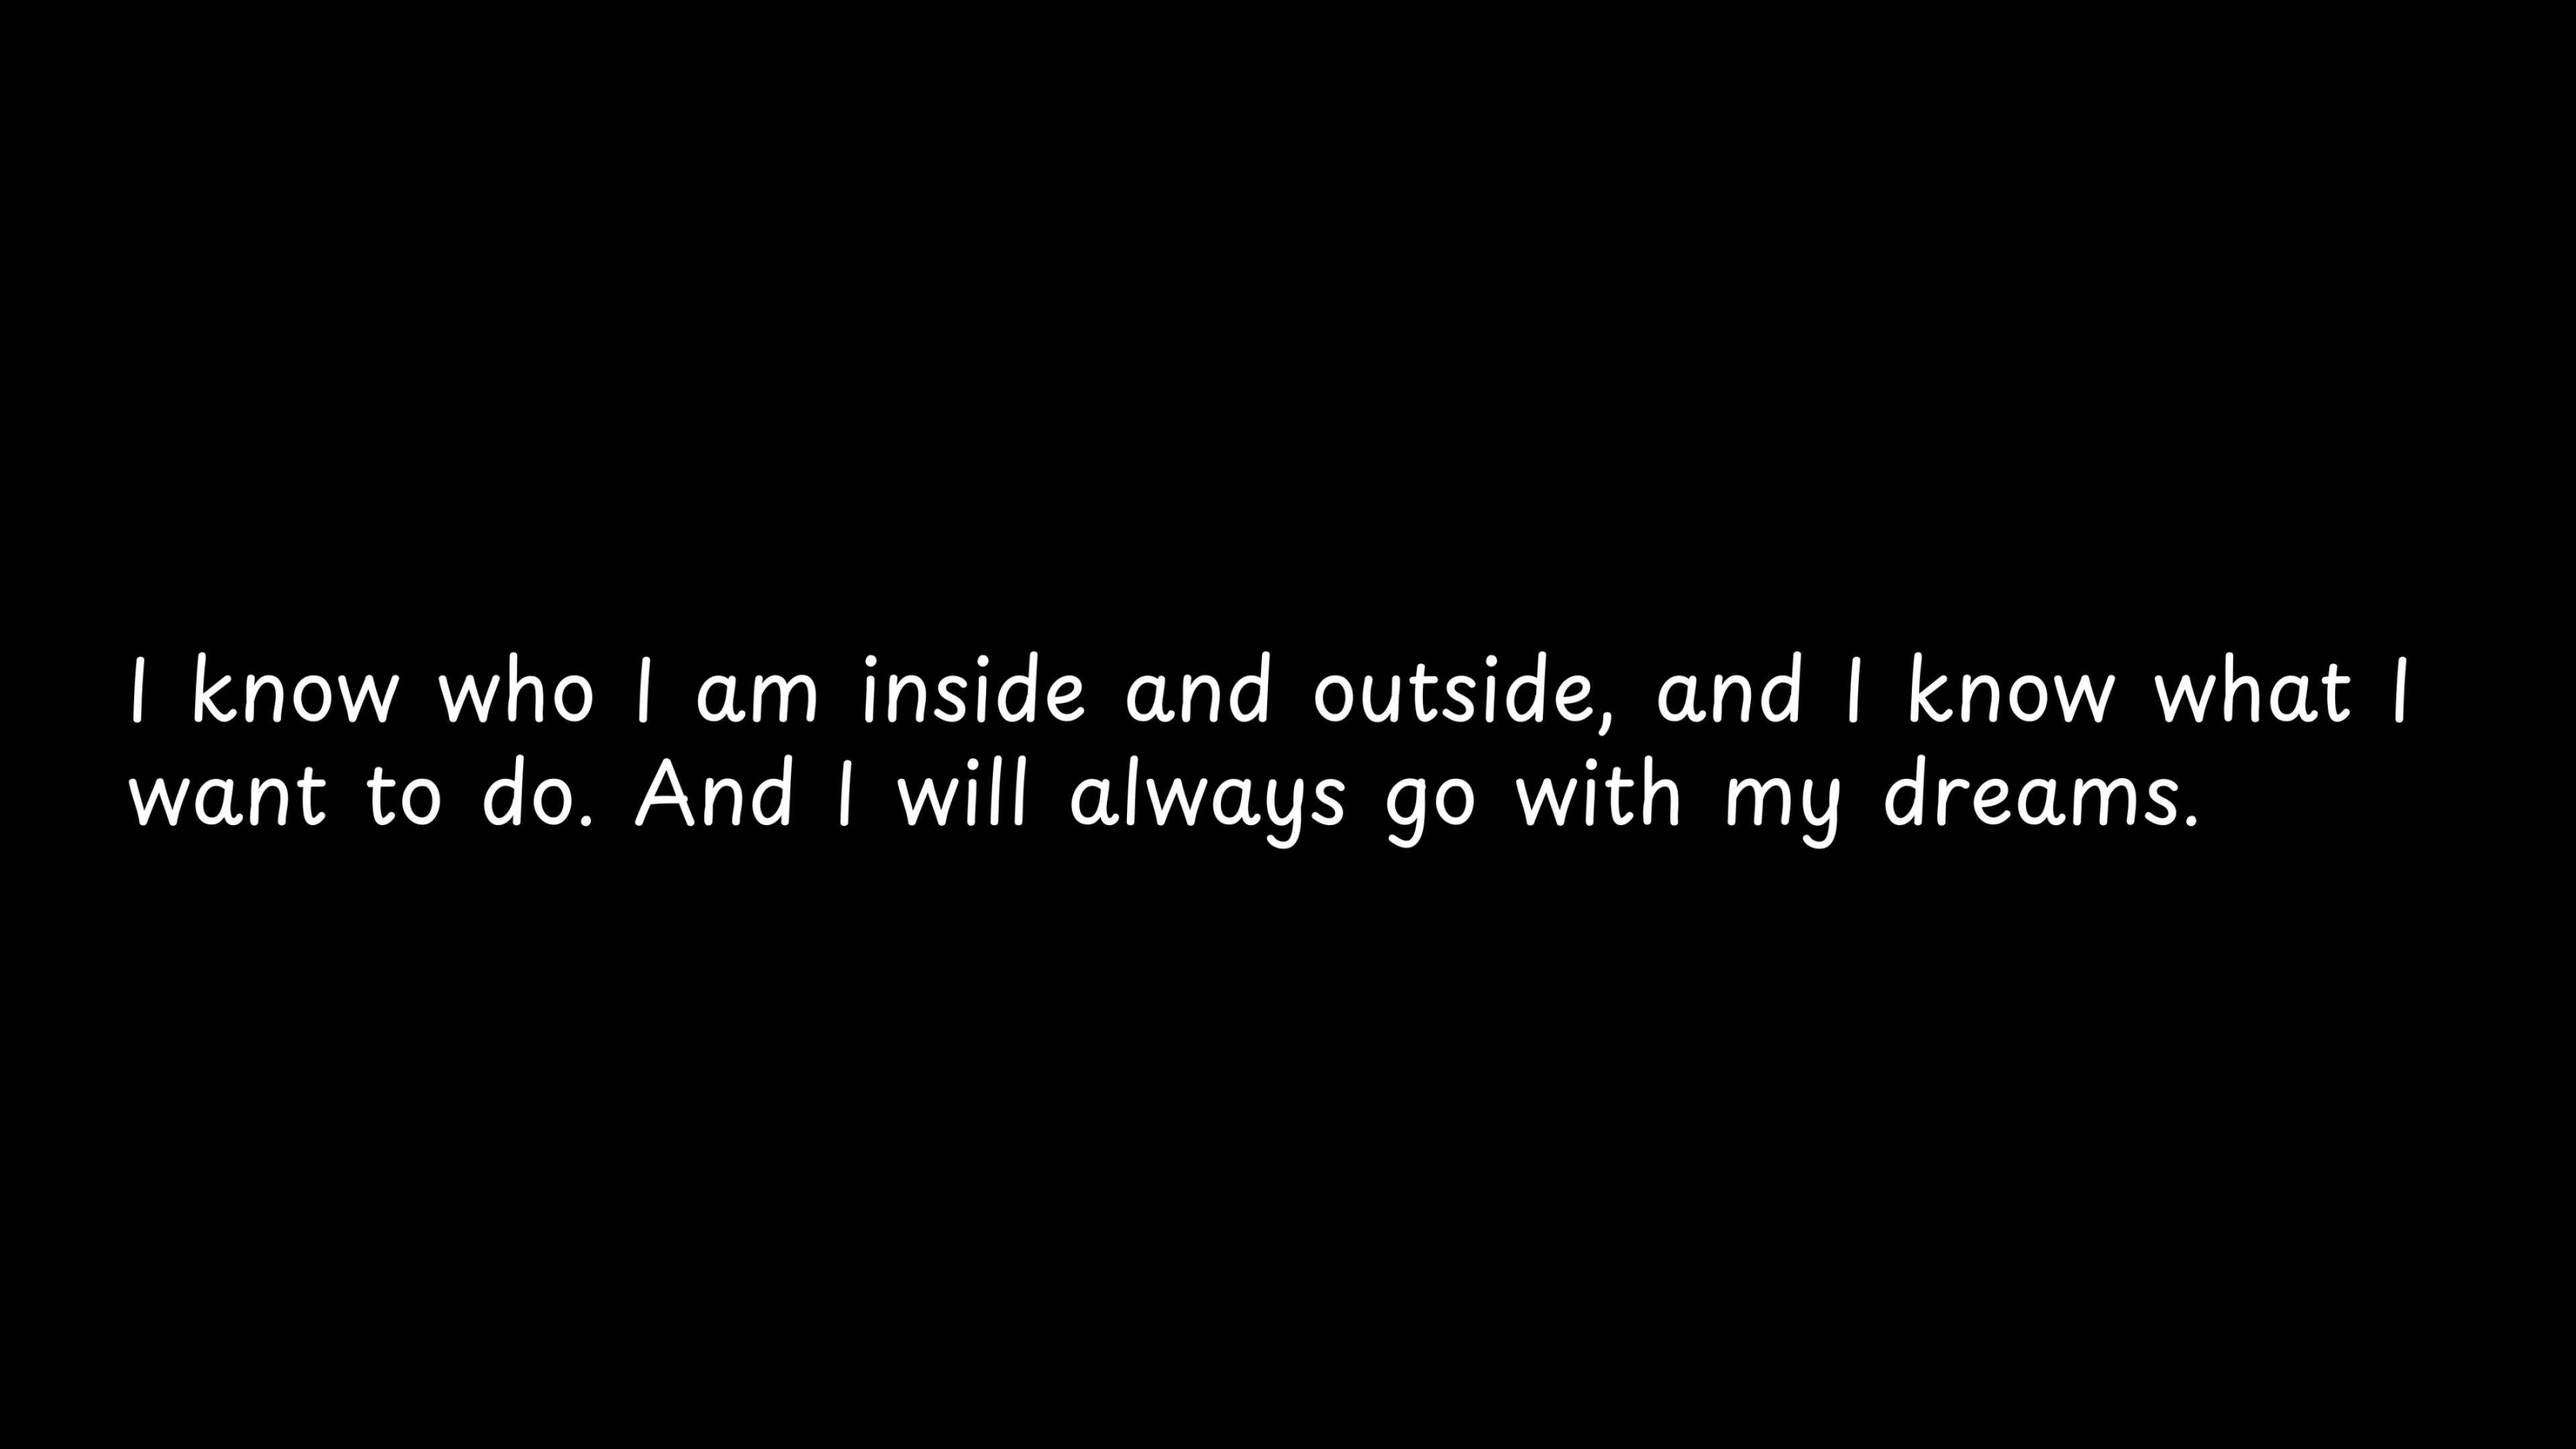 I know who I am inside and outside, and I know what I
want to do. And I will always go with my dreams.